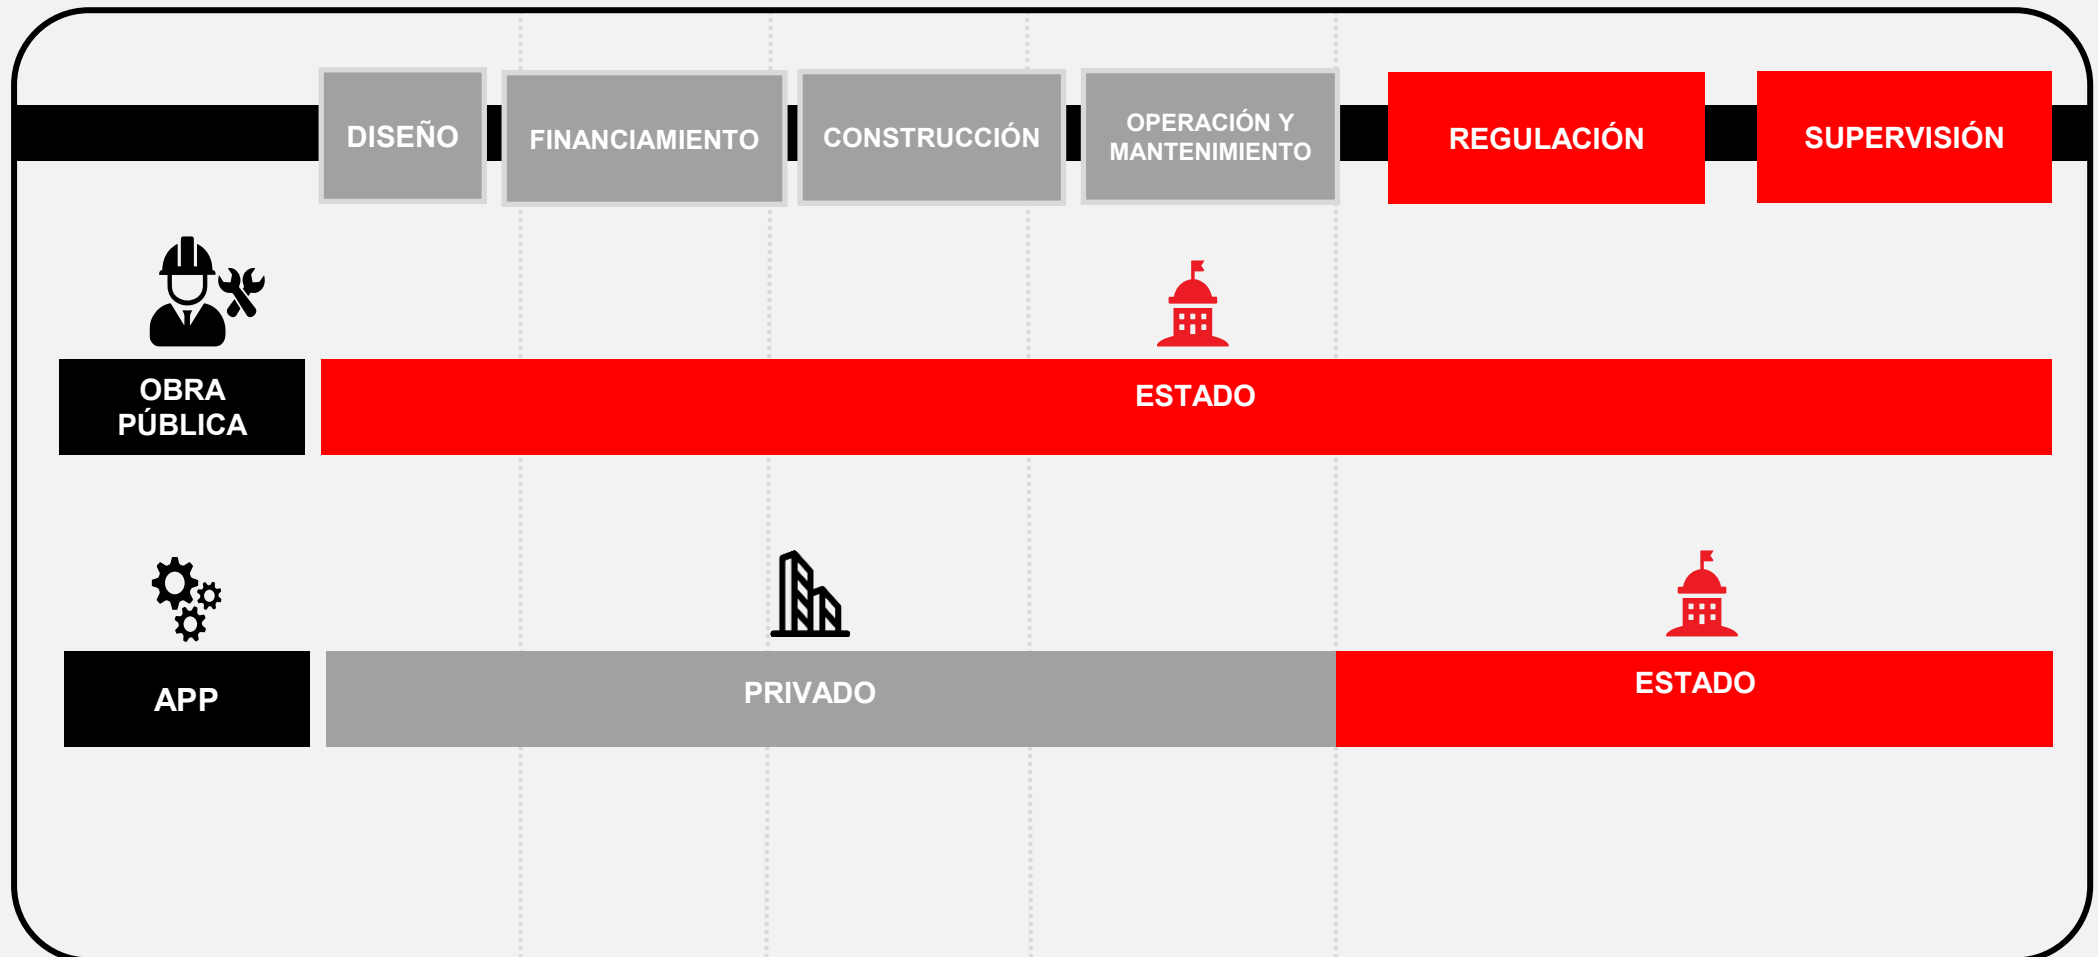 DISEÑO
FINANCIAMIENTO
CONSTRUCCIÓN
OPERACIÓN Y
MANTENIMIENTO
REGULACIÓN
SUPERVISIÓN
OBRA
PÚBLICA
ESTADO
APP
PRIVADO
ESTADO